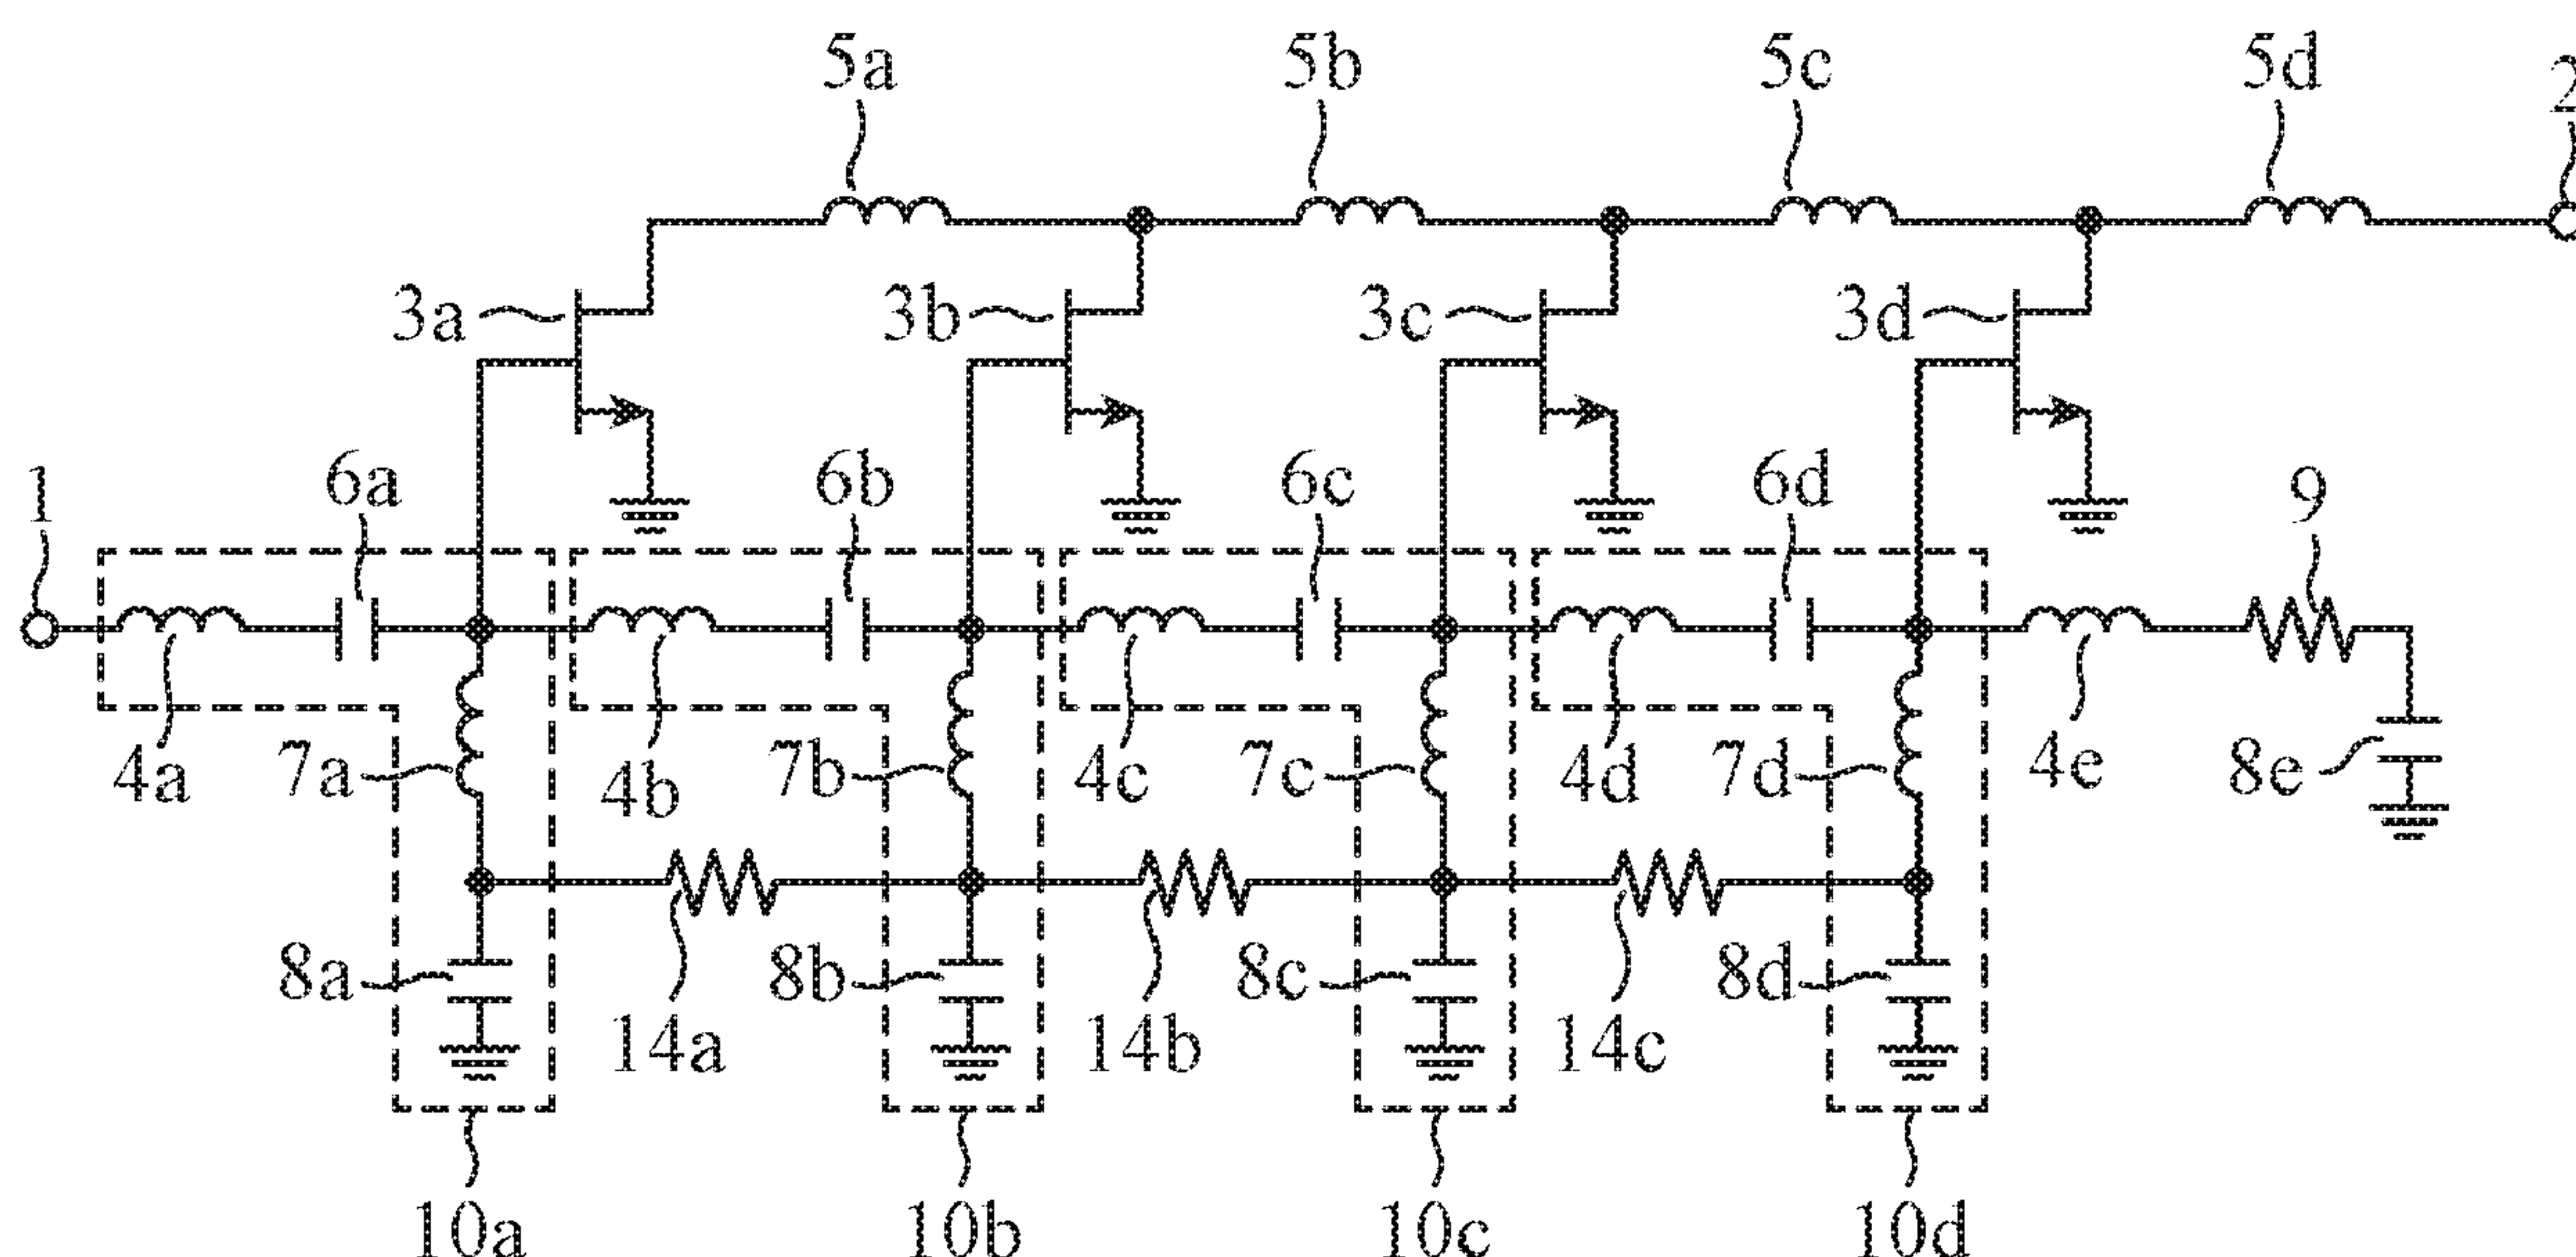 5a 5b 5c 5d 2
3a 3b 3c 3d
1 6a 6b 6c 6d 9
4a 7a 4b 7b 4c 7c 4d 7d 4e 8e
8a 14a 8b 14b 8c 14c 8d
10a 10b 10c 10d